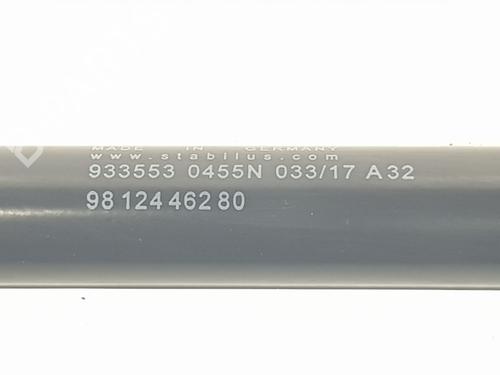 MADE IN GERMANY
www.stabilus.com
933553 0455N 033/17 A32
98 124 462 80